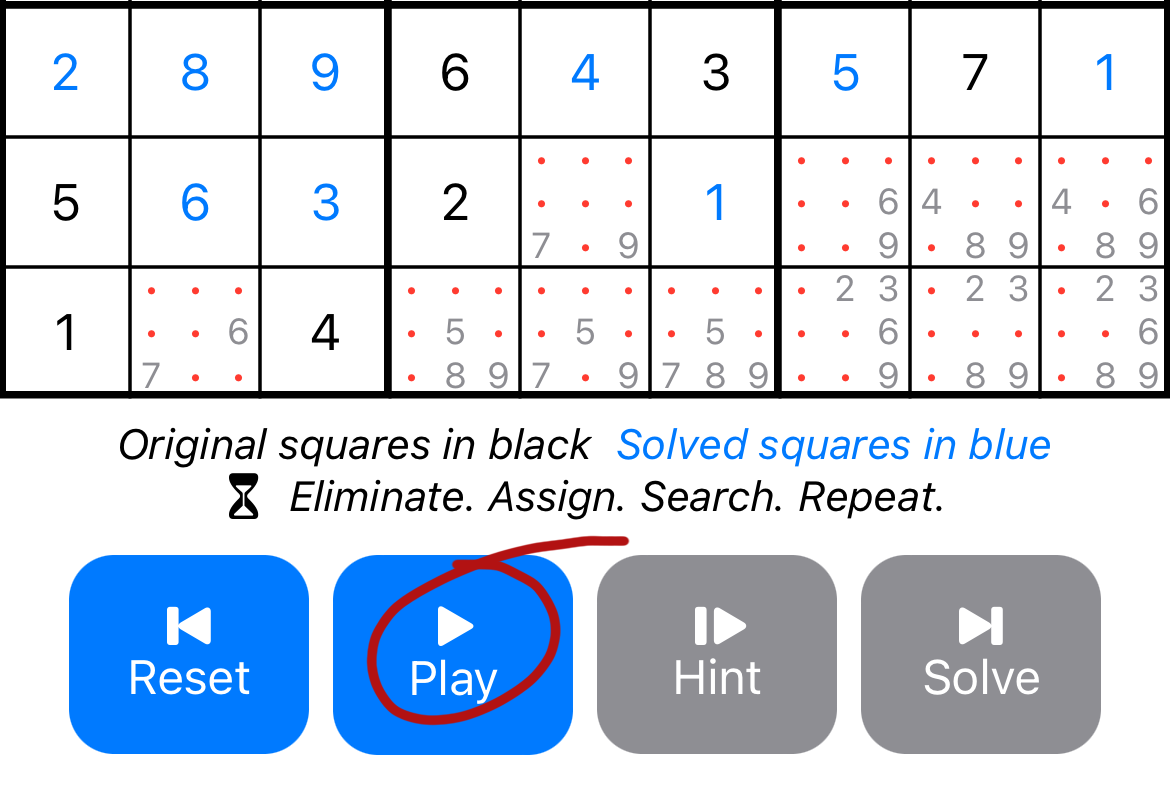 2 8 9 6 4 3 5 7 1
5 6 3 2 1
6 4 4 6
7 9 9 8 9 8 9
2 3 2 3 2 3
1 6 4 5 5 5 6 6
7 8 9 7 9 7 8 9 9 8 9 8 9
Original squares in black Solved squares in blue
Eliminate. Assign. Search. Repeat.
Reset Play Hint Solve